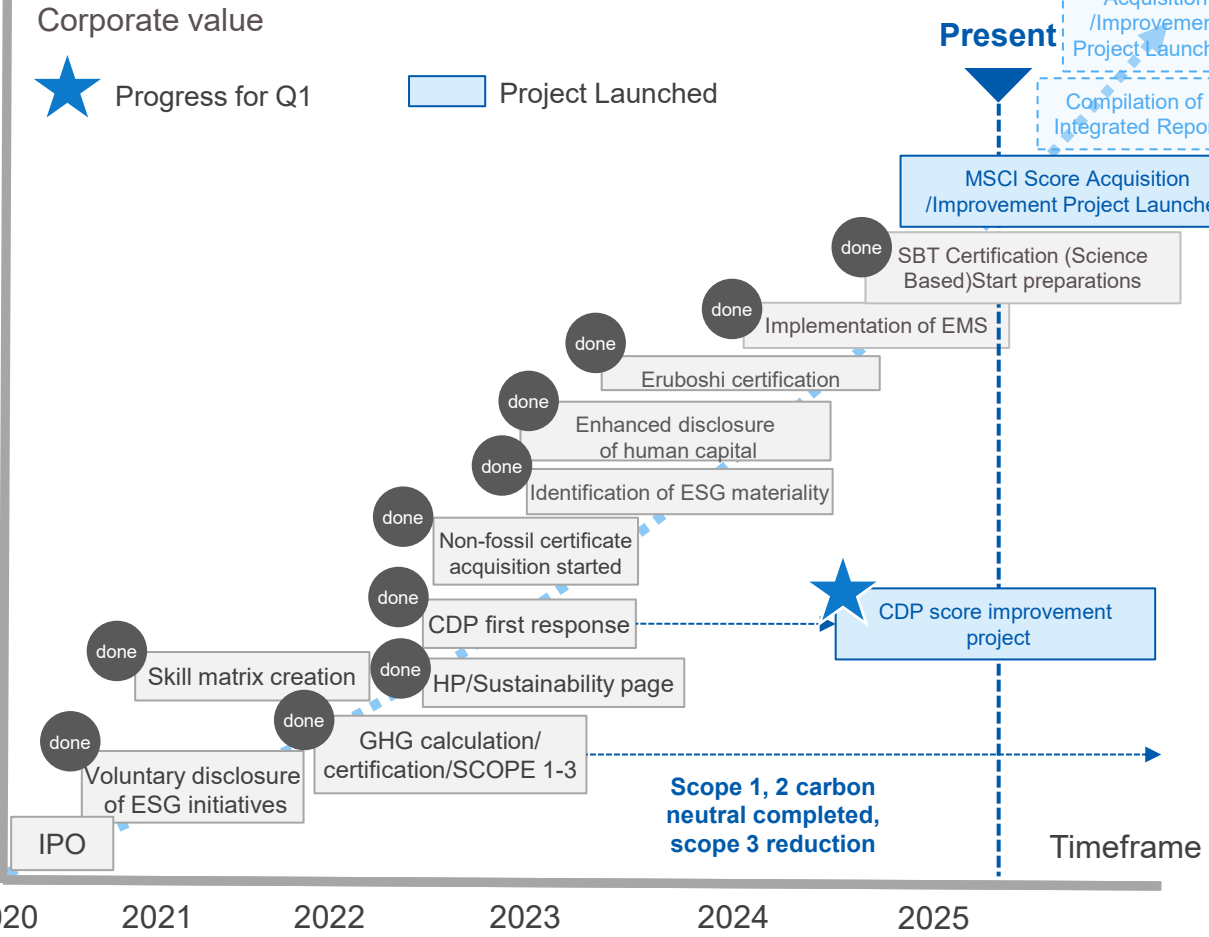 Corporate value
Progress for Q1
Project Launched
Present
Project Launch
Compilation of
MSCI Score Acquisition
/Improvement Project Launche
done
SBT Certification (Science
Based)Start preparations
done
Implementation of EMS
done
Eruboshi certification
done
Enhanced disclosure
of human capital
done
Identification of ESG materiality
done
Non-fossil certificate
acquisition started
done
CDP first response
CDP score improvement
project
done
Skill matrix creation
done
HP/Sustainability page
done
GHG calculation/
certification/SCOPE 1-3
done
Voluntary disclosure
of ESG initiatives
Scope 1, 2 carbon
neutral completed,
scope 3 reduction
IPO
Timeframe
20
2021
2022
2023
2024
2025